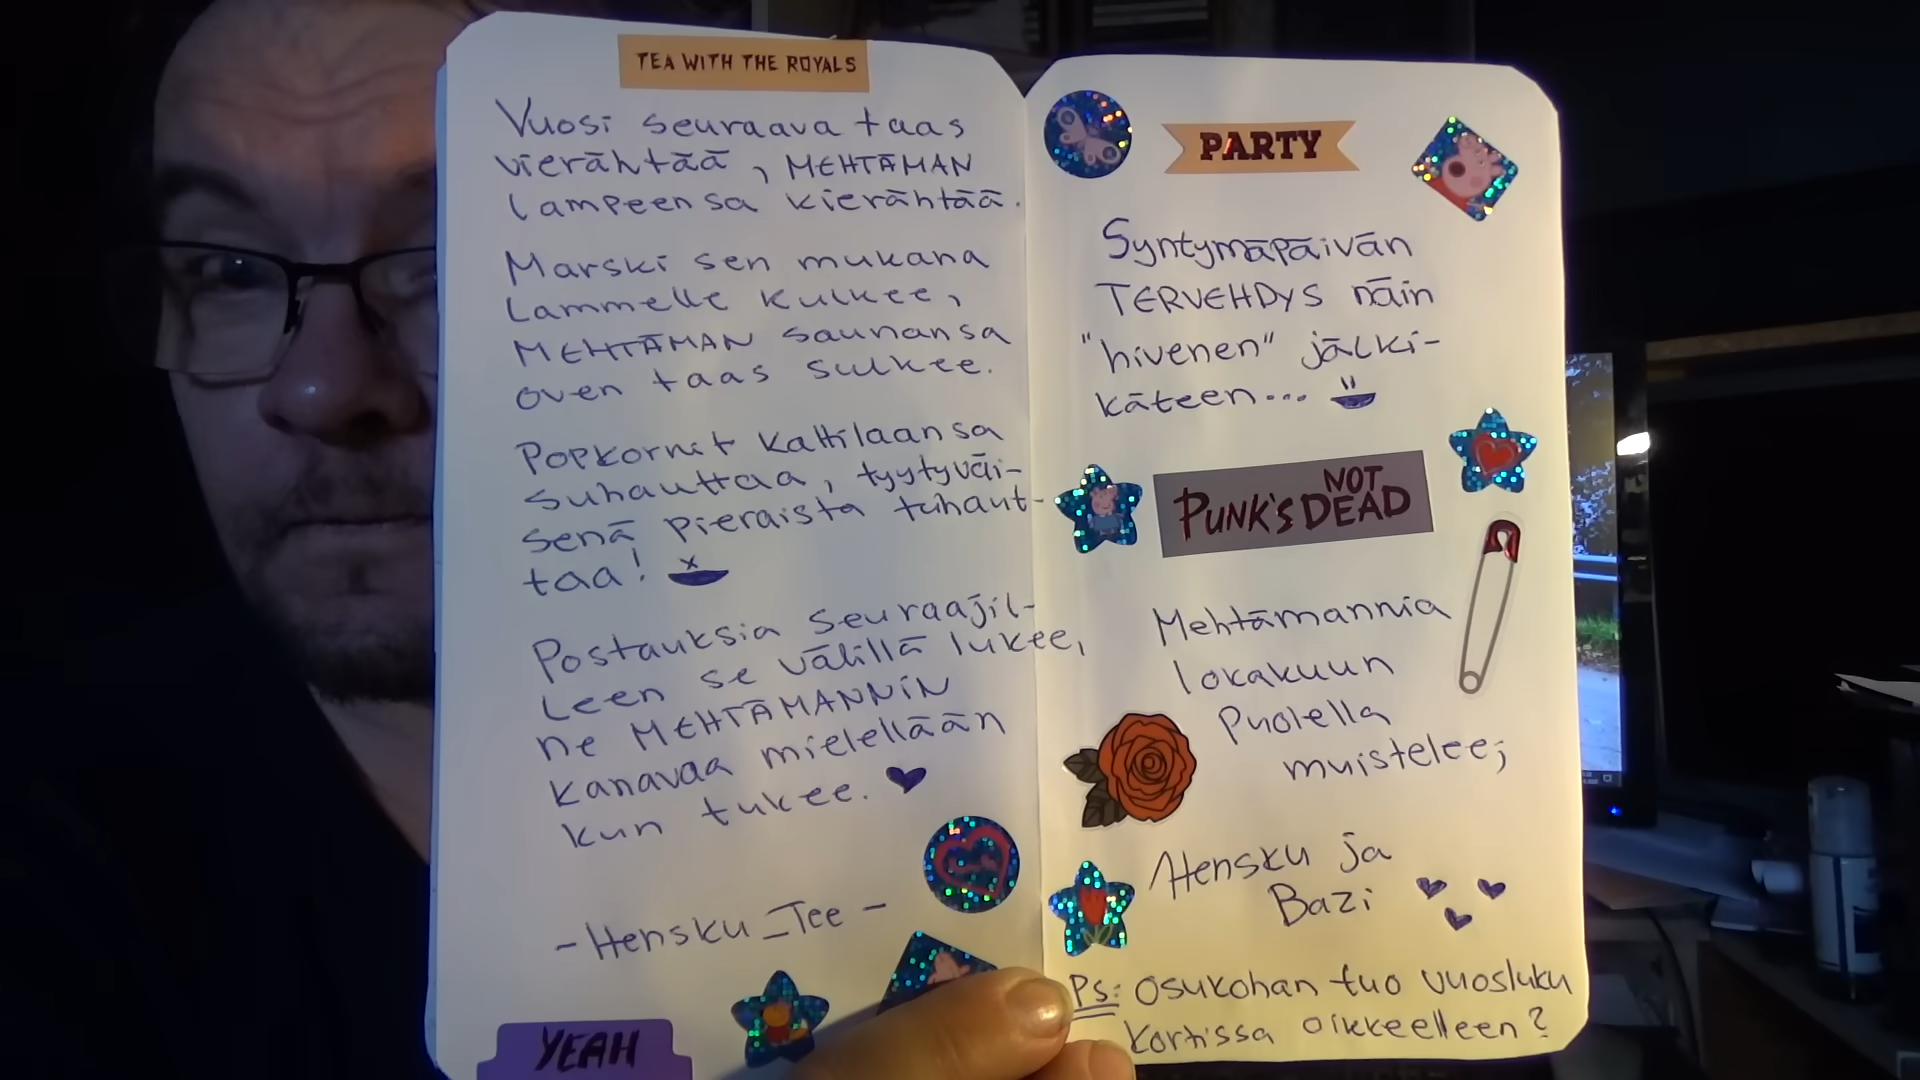 TEA WITH THE ROYALS
Vuosi seuraava taas
vierähtää, MEHTÄMAN
Lampeensa kierähtää.
Marski sen mukana
Lammelle kulkee,
MEHTÄMAN saunansa
oven taas sulkee.
Popkornit kattilaansa
suhauttaa, tyytyväi-
senä pieraista tuhaut-
taa!
Postauksia seuraajil-
Leen se välillä lukee,
ne MEHTÄMANNIN
kanavaa mielellään
kun tukee.
- Hensku_Tee -
YEAH
PARTY
Syntymäpäivän
TERVEHDYS näin
"hivenen" jälki-
käteen...
PUNK'S NOT DEAD
Mehtämannia
lokakuun
Puolella
muistelee;
Hensku ja
Bazi
Ps: Osukohan tuo vuosluku
kortissa oikkeelleen?